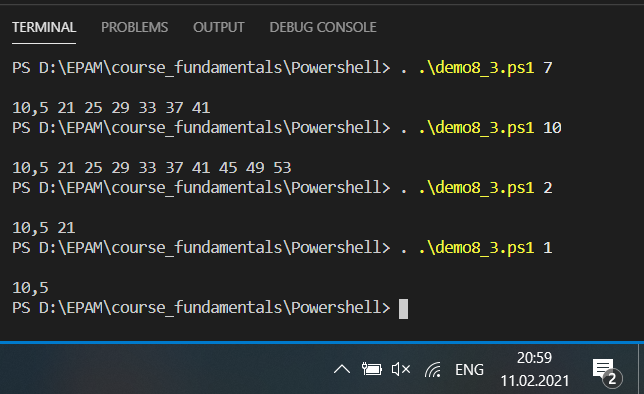 TERMINAL PROBLEMS OUTPUT DEBUG CONSOLE
PS D:\EPAM\course_fundamentals\Powershell> . .\demo8_3.ps1 7
10,5 21 25 29 33 37 41
PS D:\EPAM\course_fundamentals\Powershell> . .\demo8_3.ps1 10
10,5 21 25 29 33 37 41 45 49 53
PS D:\EPAM\course_fundamentals\Powershell> . .\demo8_3.ps1 2
10,5 21
PS D:\EPAM\course_fundamentals\Powershell> . .\demo8_3.ps1 1
10,5
PS D:\EPAM\course_fundamentals\Powershell>
ENG
20:59
11.02.2021
2